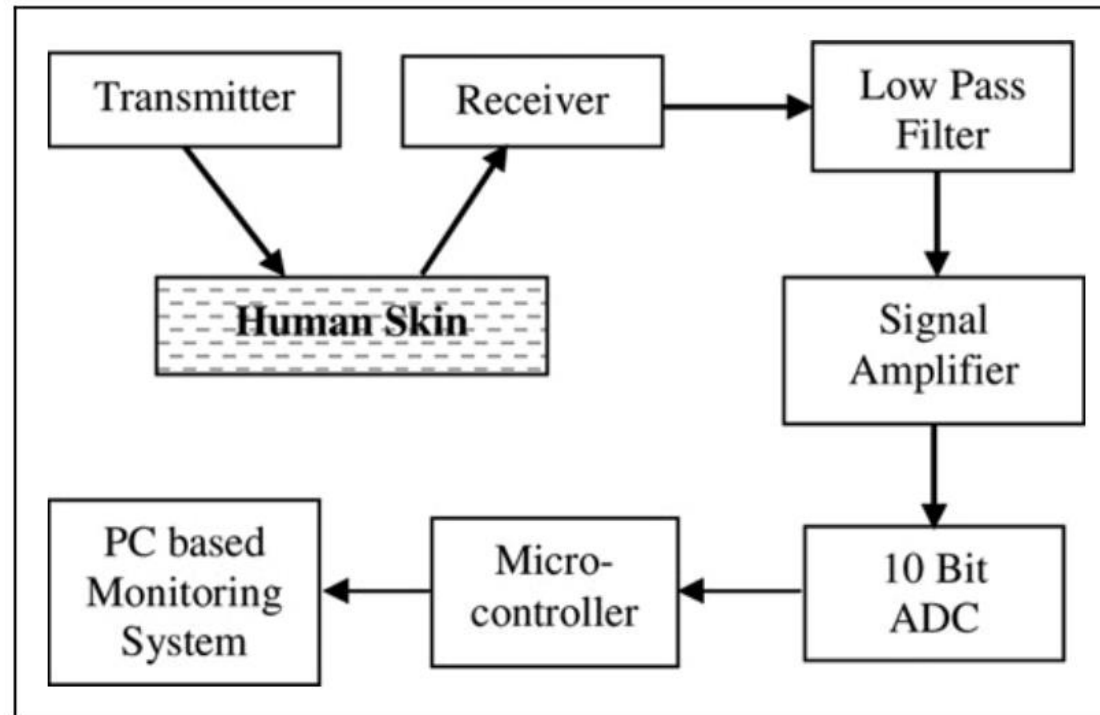 Transmitter
Receiver
Low Pass
Filter
Human Skin
Signal
Amplifier
PC based
Monitoring
System
Micro-
controller
10 Bit
ADC